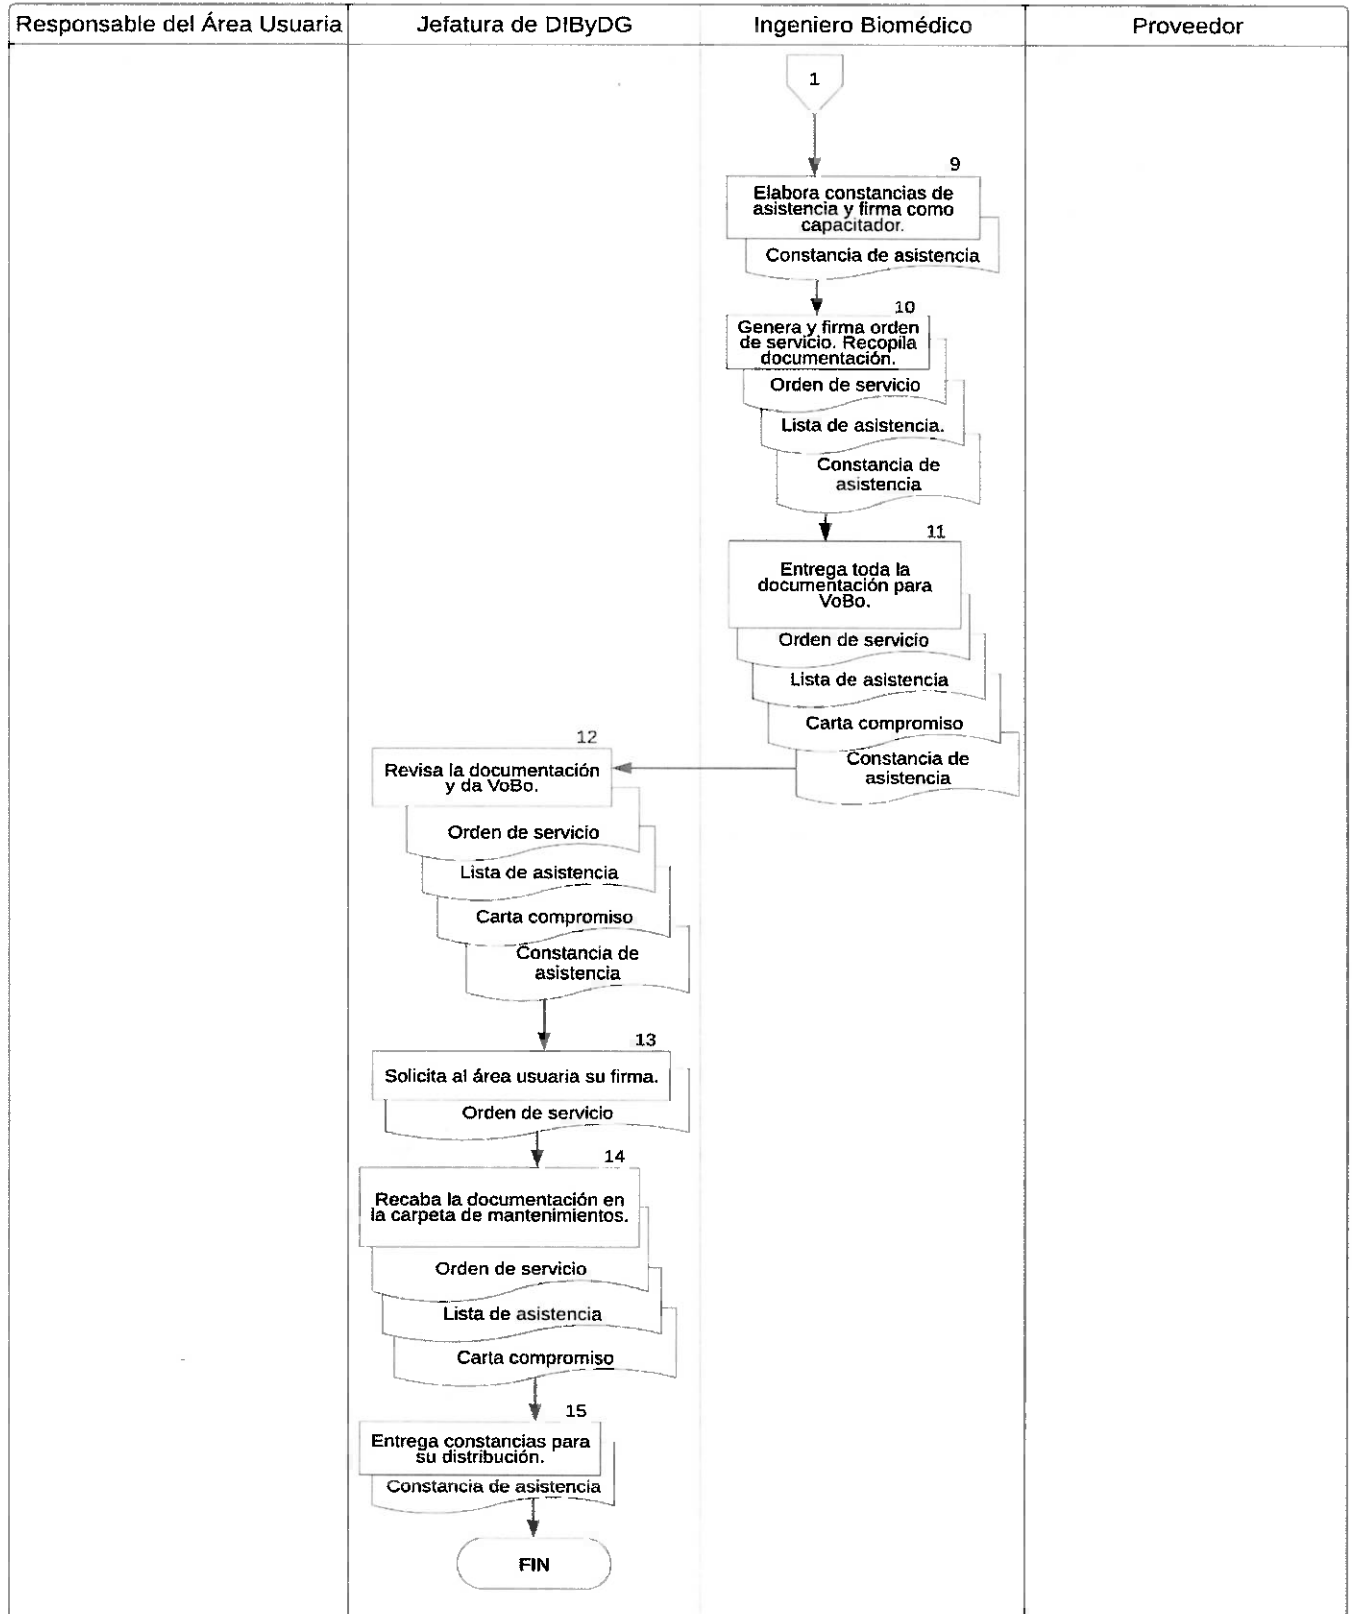 Responsable del Área Usuaria
Jefatura de DIByDG
Ingeniero Biomédico
Proveedor
1
9
Elabora constancias de
asistencia y firma como
capacitador.
Constancia de asistencia
10
Genera y firma orden
de servicio. Recopila
documentación.
Orden de servicio
Lista de asistencia.
Constancia de
asistencia
11
Entrega toda la
documentación para
VoBo.
Orden de servicio
Lista de asistencia
Carta compromiso
Constancia de
asistencia
12
Revisa la documentación
y da VoBo.
Orden de servicio
Lista de asistencia
Carta compromiso
Constancia de
asistencia
13
Solicita al área usuaria su firma.
Orden de servicio
14
Recaba la documentación en
la carpeta de mantenimientos.
Orden de servicio
Lista de asistencia
Carta compromiso
15
Entrega constancias para
su distribución.
Constancia de asistencia
FIN